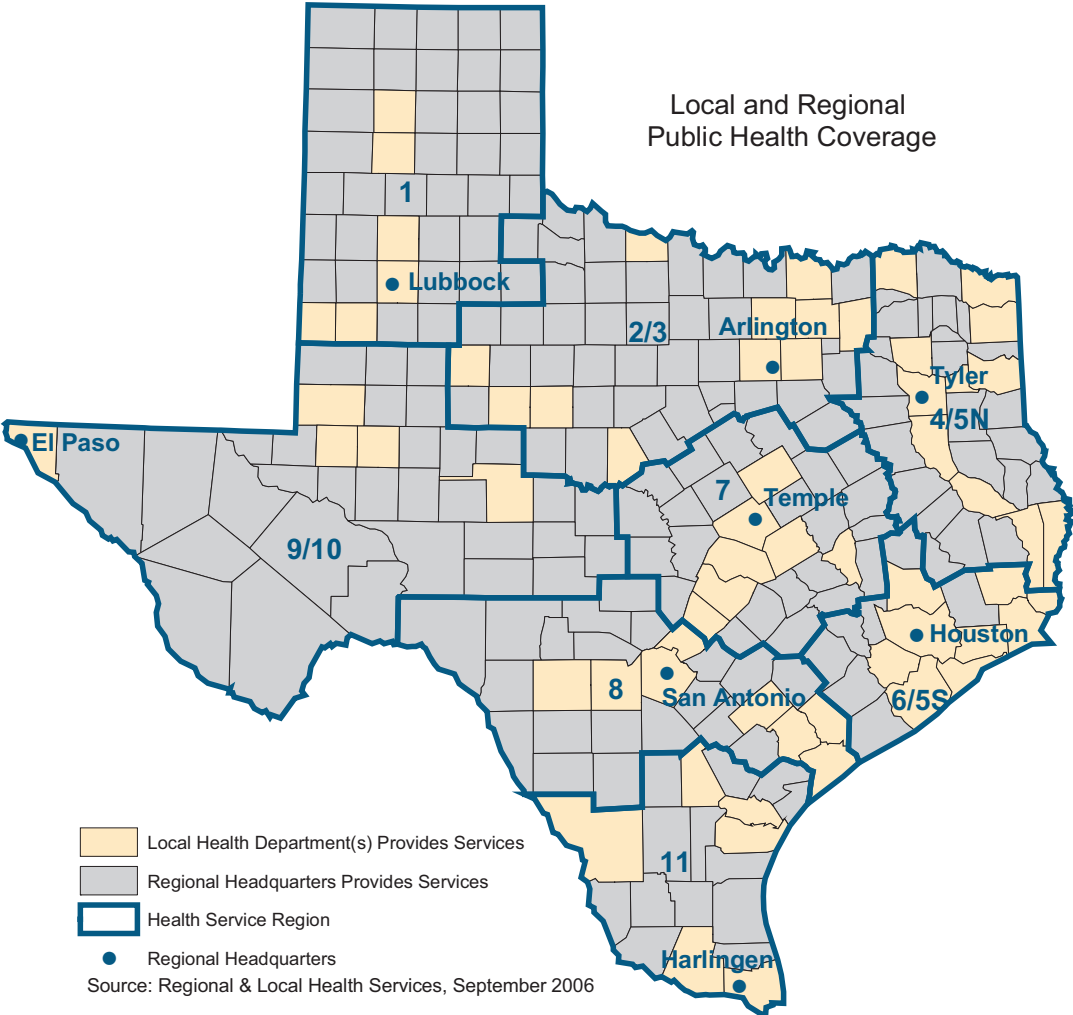 Local and Regional
Public Health Coverage
1
Lubbock
2/3
Arlington
Tyler
4/5N
El Paso
7
Temple
9/10
Houston
8
San Antonio
6/5S
11
Harlingen
Local Health Department(s) Provides Services
Regional Headquarters Provides Services
Health Service Region
Regional Headquarters
Source: Regional & Local Health Services, September 2006